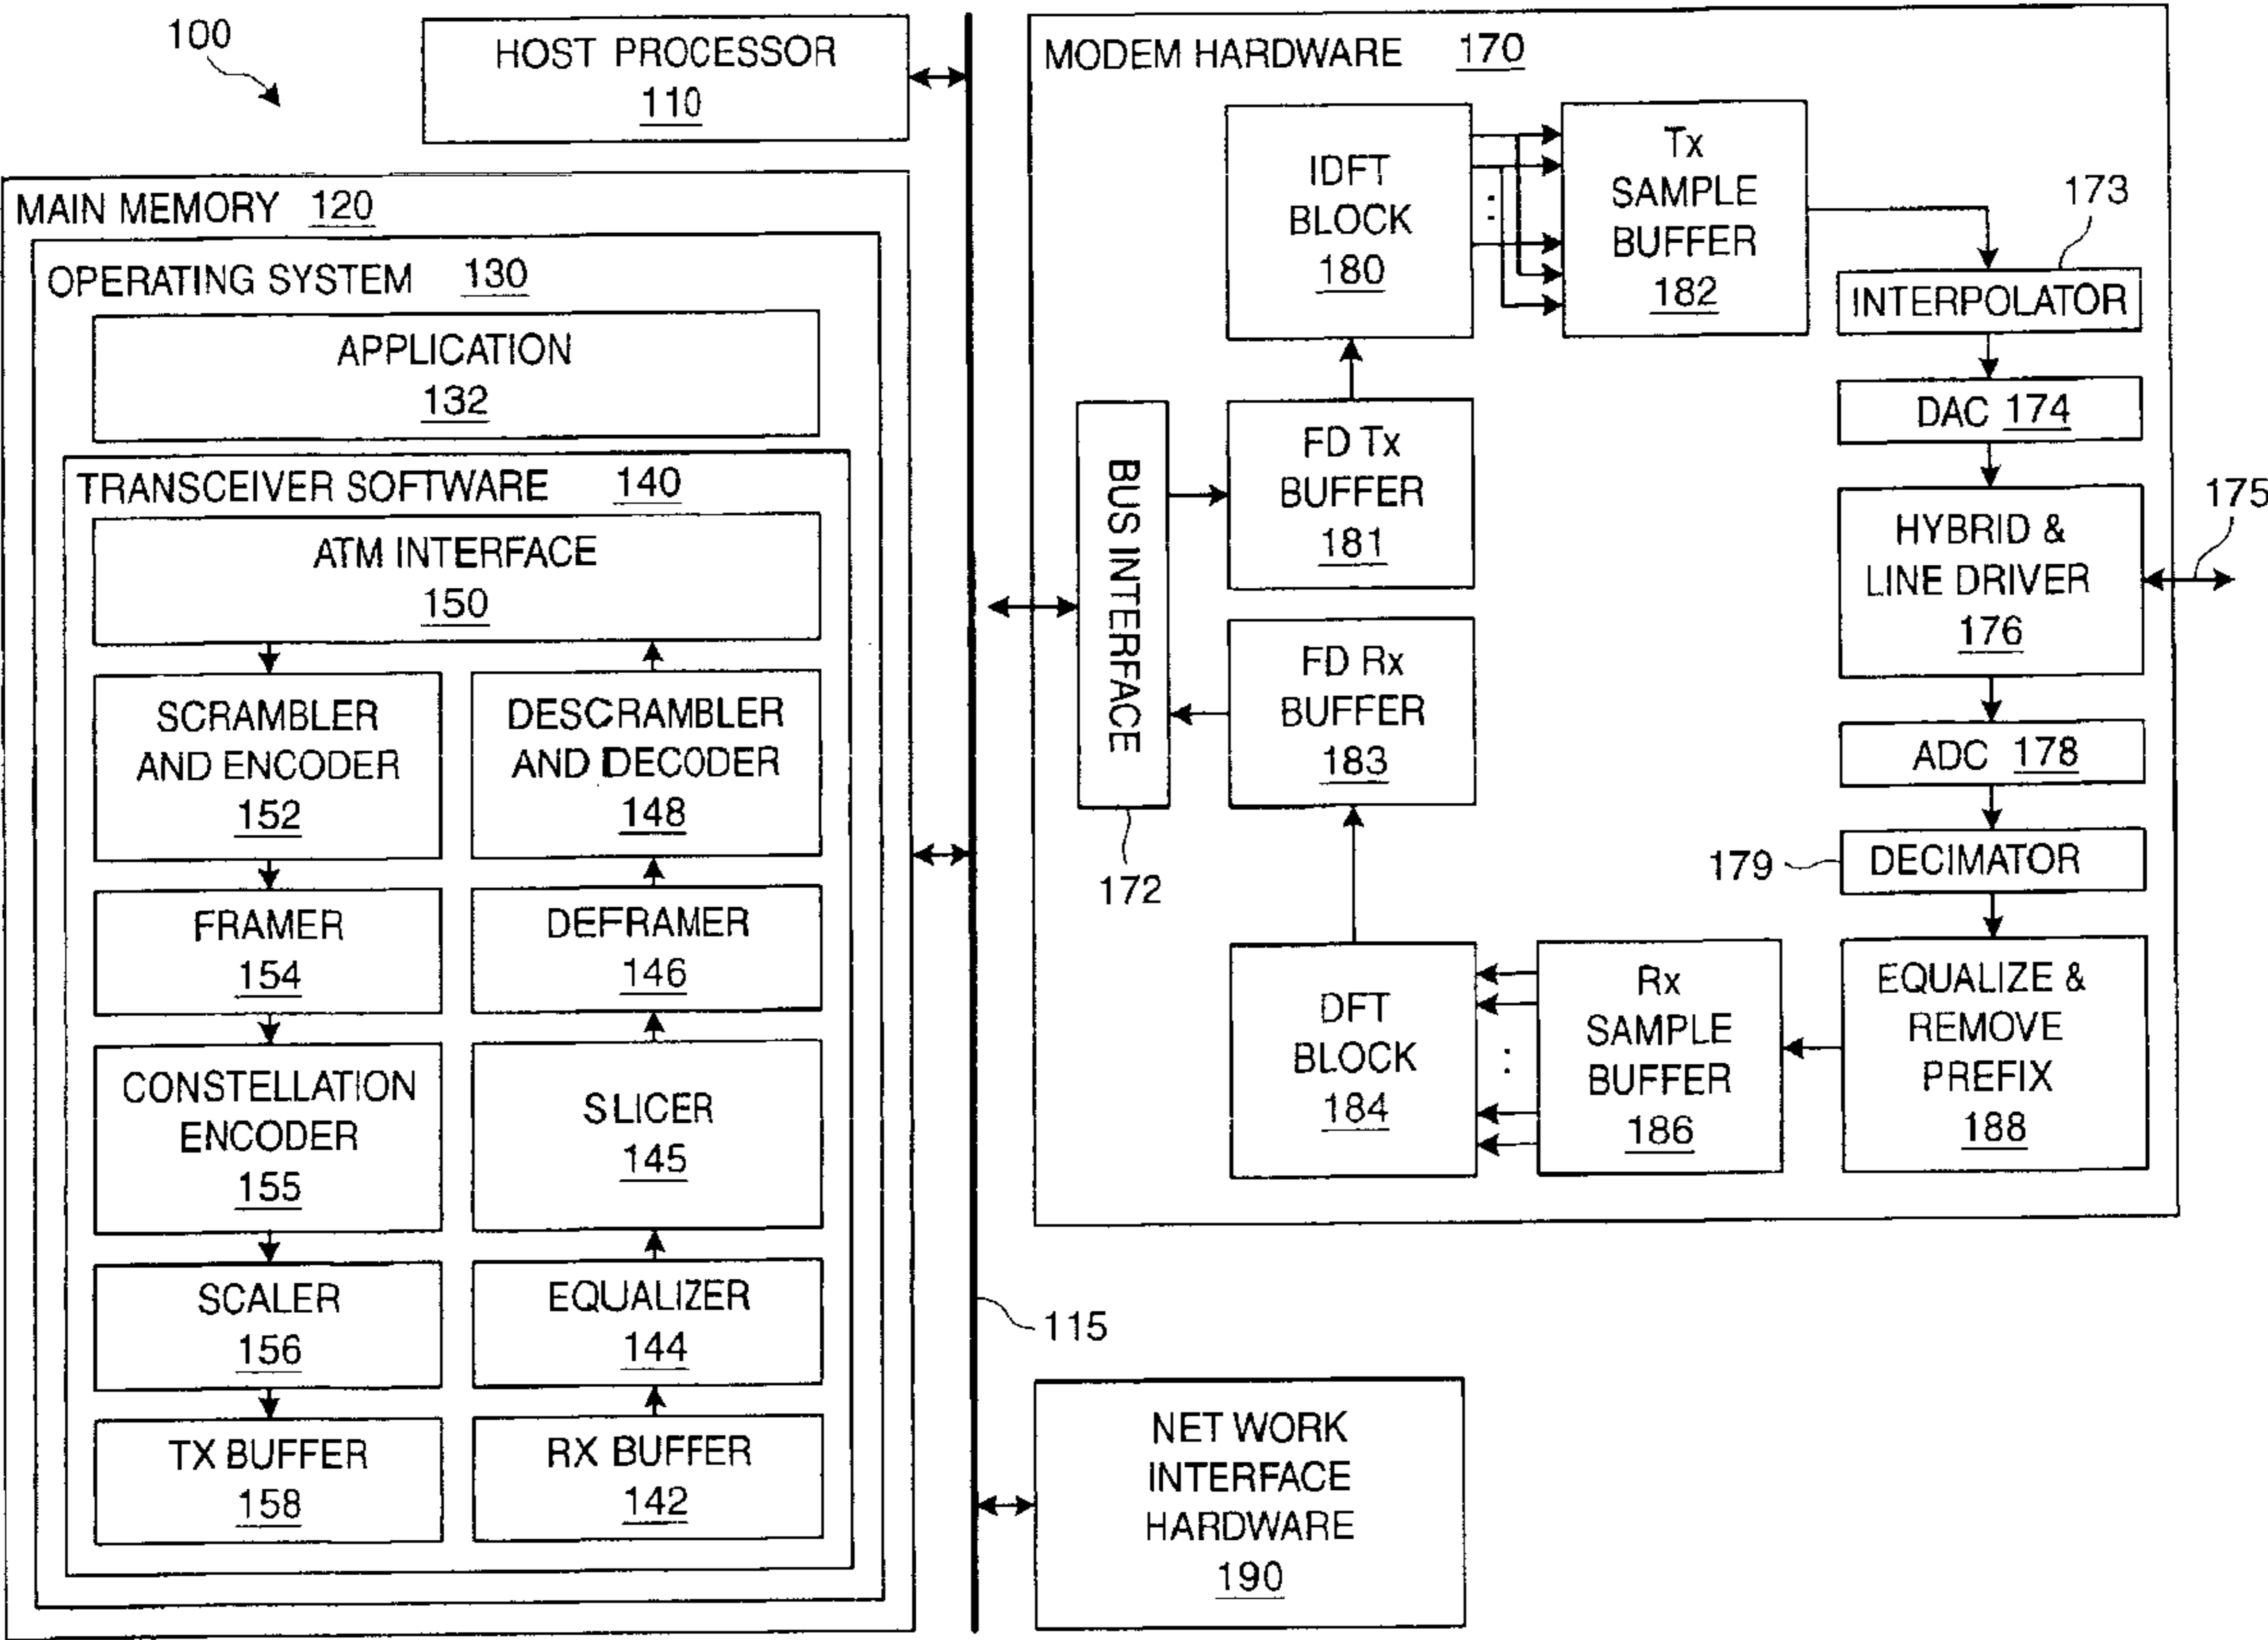 100
HOST PROCESSOR
110
MAIN MEMORY 120
OPERATING SYSTEM 130
APPLICATION
132
TRANSCEIVER SOFTWARE 140
ATM INTERFACE
150
SCRAMBLER
AND ENCODER
152
DESCRAMBLER
AND DECODER
148
FRAMER
154
DEFRAMER
146
CONSTELLATION
ENCODER
155
SLICER
145
SCALER
156
EQUALIZER
144
TX BUFFER
158
RX BUFFER
142
115
MODEM HARDWARE 170
IDFT
BLOCK
180
Tx
SAMPLE
BUFFER
182
173
INTERPOLATOR
DAC 174
BUS INTERFACE
172
FD Tx
BUFFER
181
HYBRID &
LINE DRIVER
176
175
FD Rx
BUFFER
183
ADC 178
179
DECIMATOR
DFT
BLOCK
184
Rx
SAMPLE
BUFFER
186
EQUALIZE &
REMOVE
PREFIX
188
NET WORK
INTERFACE
HARDWARE
190